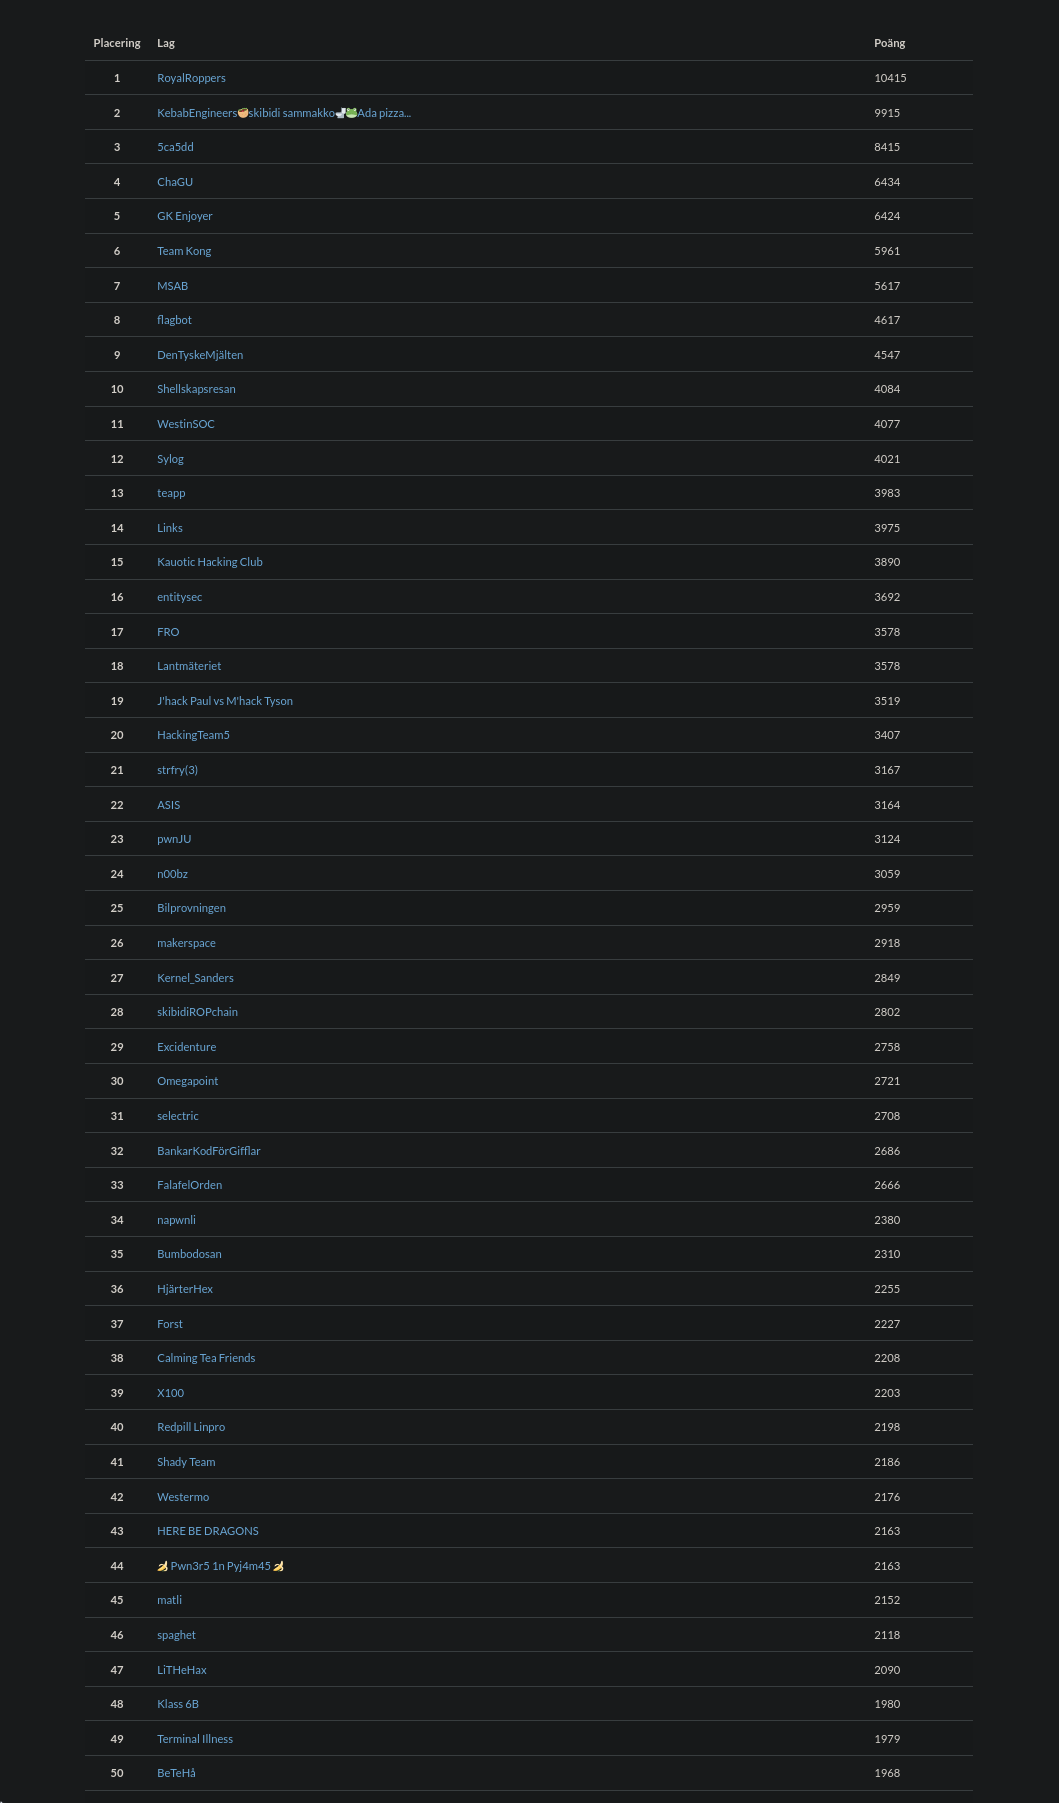 Placering Lag Poäng
1 RoyalRoppers 10415
2 KebabEngineers🥙skibidi sammakko🚽🐸Ada pizza... 9915
3 5ca5dd 8415
4 ChaGU 6434
5 GK Enjoyer 6424
6 Team Kong 5961
7 MSAB 5617
8 flagbot 4617
9 DenTyskeMjälten 4547
10 Shellskapsresan 4084
11 WestinSOC 4077
12 Sylog 4021
13 teapp 3983
14 Links 3975
15 Kauotic Hacking Club 3890
16 entitysec 3692
17 FRO 3578
18 Lantmäteriet 3578
19 J'hack Paul vs M'hack Tyson 3519
20 HackingTeam5 3407
21 strfry(3) 3167
22 ASIS 3164
23 pwnJU 3124
24 n00bz 3059
25 Bilprovningen 2959
26 makerspace 2918
27 Kernel_Sanders 2849
28 skibidiROPchain 2802
29 Excidenture 2758
30 Omegapoint 2721
31 selectric 2708
32 BankarKodFörGifflar 2686
33 FalafelOrden 2666
34 napwnli 2380
35 Bumbodosan 2310
36 HjärterHex 2255
37 Forst 2227
38 Calming Tea Friends 2208
39 X100 2203
40 Redpill Linpro 2198
41 Shady Team 2186
42 Westermo 2176
43 HERE BE DRAGONS 2163
44 🍌 Pwn3r5 1n Pyj4m45 🍌 2163
45 matli 2152
46 spaghet 2118
47 LiTHeHax 2090
48 Klass 6B 1980
49 Terminal Illness 1979
50 BeTeHå 1968